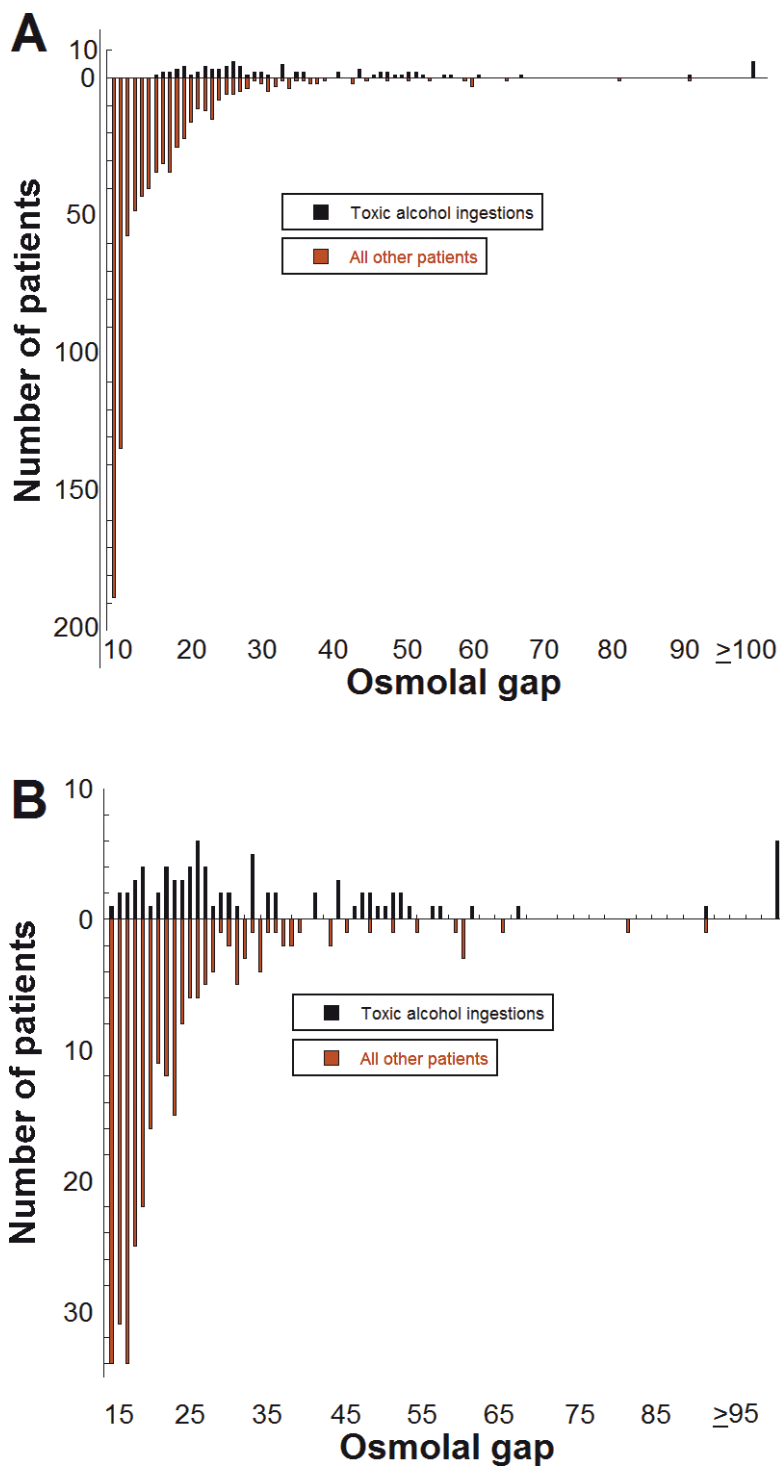 A
10
0
50
100
150
200
Number of patients
Toxic alcohol ingestions
All other patients
10 20 30 40 50 60 70 80 90 ≥100
Osmolal gap
B
10
0
10
20
30
Number of patients
Toxic alcohol ingestions
All other patients
15 25 35 45 55 65 75 85 ≥95
Osmolal gap